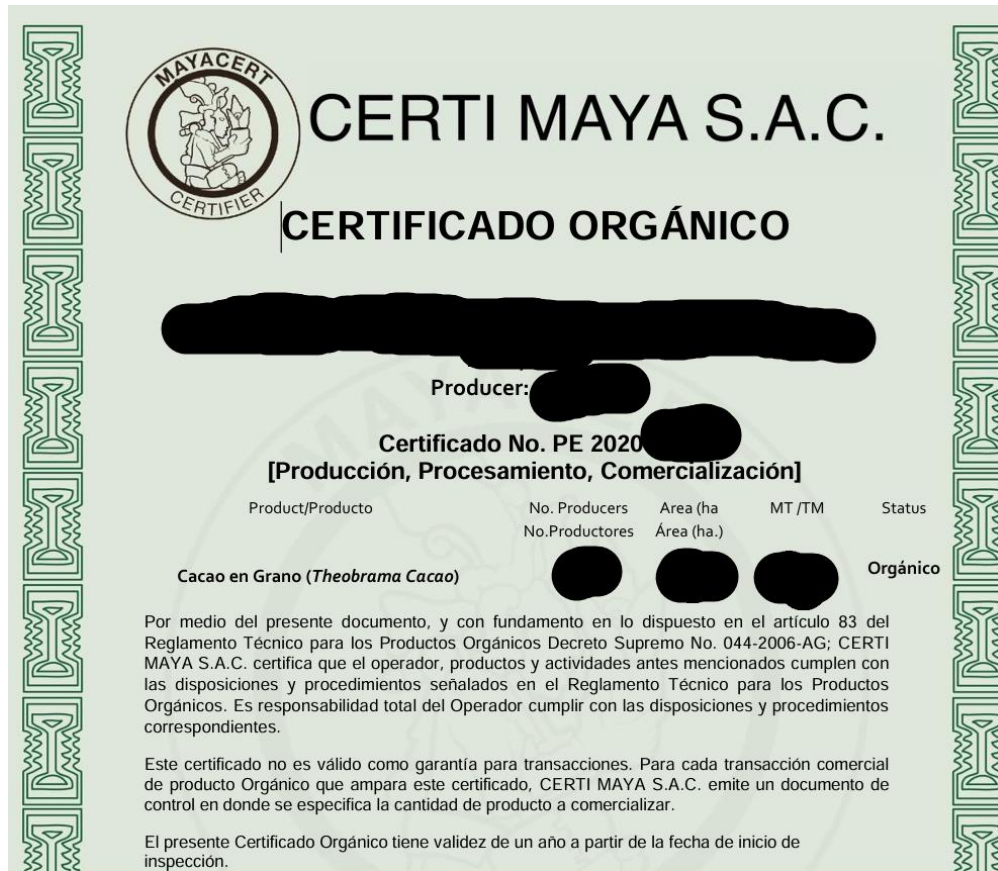 MAYACERT
CERTIFIER
CERTI MAYA S.A.C.
CERTIFICADO ORGÁNICO
Producer:
Certificado No. PE 2020
[Producción, Procesamiento, Comercialización]
Product/Producto No. Producers Area (ha MT /TM Status
No.Productores Área (ha.)
Cacao en Grano (Theobrama Cacao) Orgánico
Por medio del presente documento, y con fundamento en lo dispuesto en el artículo 83 del
Reglamento Técnico para los Productos Orgánicos Decreto Supremo No. 044-2006-AG; CERTI
MAYA S.A.C. certifica que el operador, productos y actividades antes mencionados cumplen con
las disposiciones y procedimientos señalados en el Reglamento Técnico para los Productos
Orgánicos. Es responsabilidad total del Operador cumplir con las disposiciones y procedimientos
correspondientes.
Este certificado no es válido como garantía para transacciones. Para cada transacción comercial
de producto Orgánico que ampara este certificado, CERTI MAYA S.A.C. emite un documento de
control en donde se especifica la cantidad de producto a comercializar.
El presente Certificado Orgánico tiene validez de un año a partir de la fecha de inicio de
inspección.